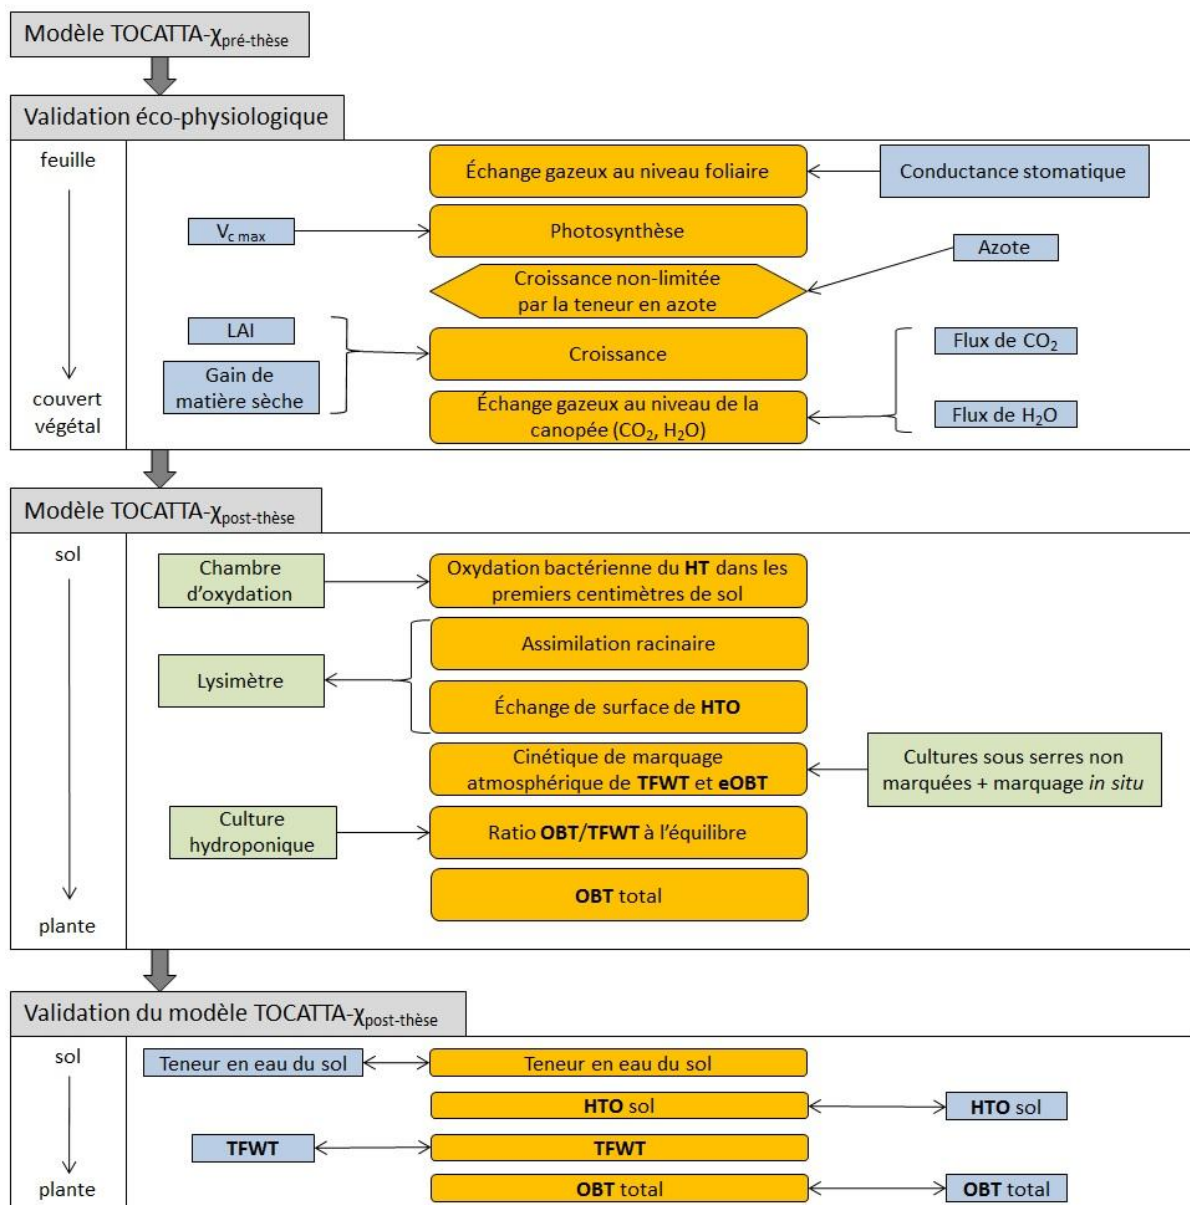 Modèle TOCATTA-χpré-thèse
Validation éco-physiologique
feuille
Échange gazeux au niveau foliaire
Conductance stomatique
Vc max
Photosynthèse
Azote
Croissance non-limitée
par la teneur en azote
LAI
Croissance
Flux de CO2
Gain de
matière sèche
couvert
végétal
Échange gazeux au niveau de la
canopée (CO2, H2O)
Flux de H2O
Modèle TOCATTA-χpost-thèse
sol
Chambre
d'oxydation
Oxydation bactérienne du HT dans les
premiers centimètres de sol
Assimilation racinaire
Lysimètre
Échange de surface de HTO
Cinétique de marquage
atmosphérique de TFWT et eOBT
Cultures sous serres non
marquées + marquage in situ
Culture
hydroponique
Ratio OBT/TFWT à l'équilibre
OBT total
plante
Validation du modèle TOCATTA-χpost-thèse
sol
Teneur en eau du sol
Teneur en eau du sol
HTO sol
HTO sol
TFWT
TFWT
plante
OBT total
OBT total